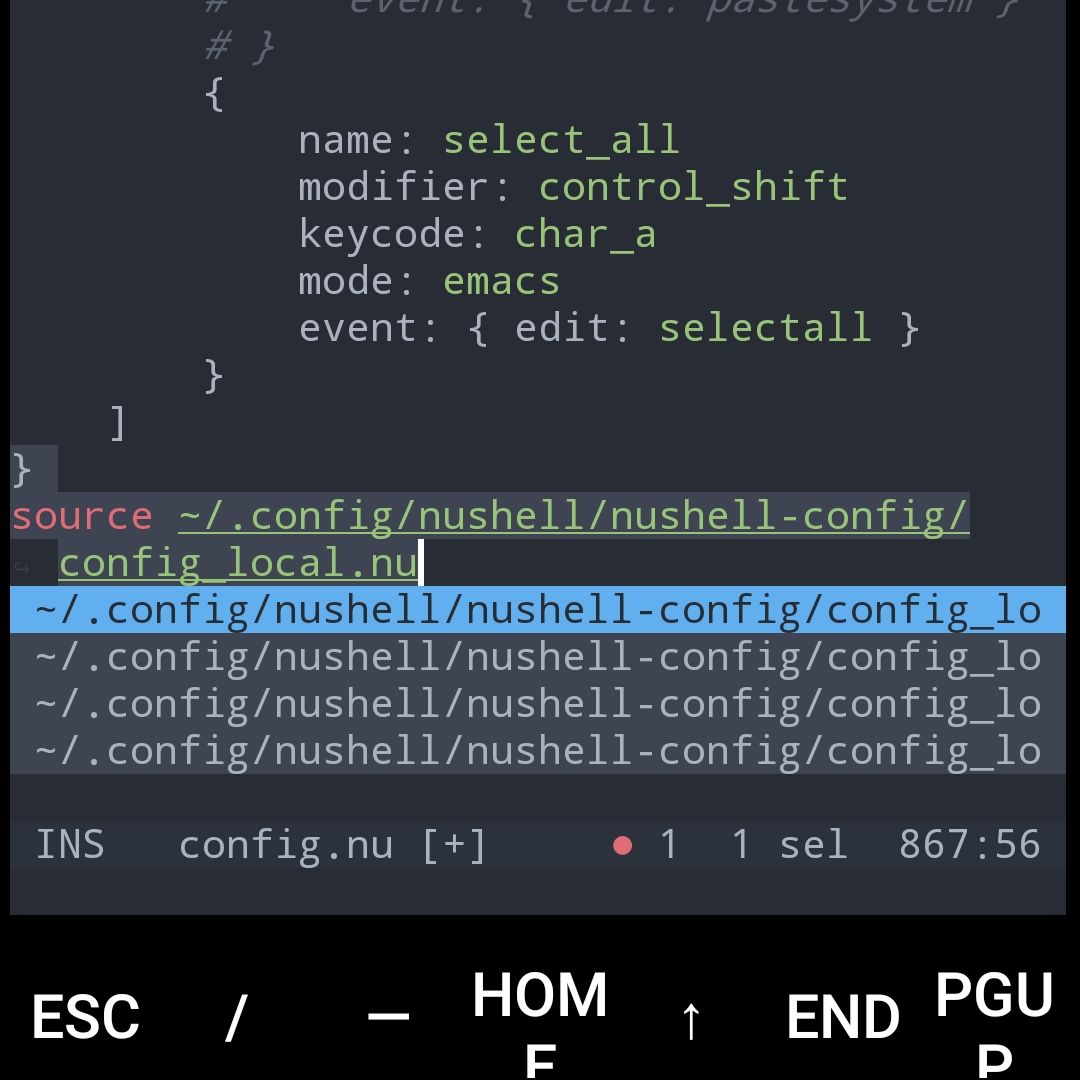 # event: { edit: pastesystem }
# }
{
name: select_all
modifier: control_shift
keycode: char_a
mode: emacs
event: { edit: selectall }
}
]
}
source ~/.config/nushell/nushell-config/
↪ config_local.nu
~/.config/nushell/nushell-config/config_lo
~/.config/nushell/nushell-config/config_lo
~/.config/nushell/nushell-config/config_lo
~/.config/nushell/nushell-config/config_lo
INS config.nu [+] ● 1 1 sel 867:56
ESC / — HOM
E ↑ END PGU
P